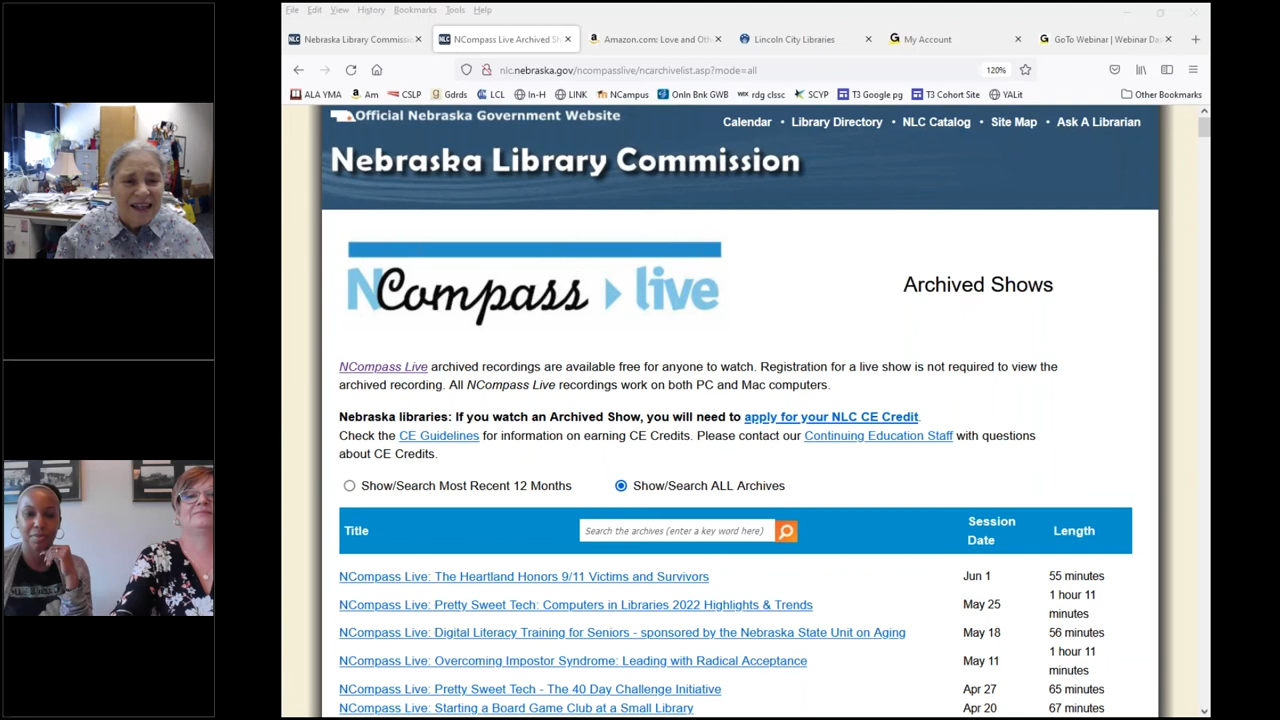 File Edit View History Bookmarks Tools Help
NLC Nebraska Library Commissi
NLC NCompass Live Archived Sh
Amazon.com: Love and Oth
Lincoln City Libraries
My Account
GoTo Webinar | Webinar Da
nlc.nebraska.gov/ncompasslive/ncarchivelist.asp?mode=all
120%
ALA YMA Am CSLP Gdrds LCL In-H LINK NCampus Onln Bnk GWB WIX rdg clssc SCYP T3 Google pg T3 Cohort Site YALit Other Bookmarks
Official Nebraska Government Website
Calendar • Library Directory • NLC Catalog • Site Map • Ask A Librarian
Nebraska Library Commission
NCompass live
Archived Shows
NCompass Live archived recordings are available free for anyone to watch. Registration for a live show is not required to view the
archived recording. All NCompass Live recordings work on both PC and Mac computers.
Nebraska libraries: If you watch an Archived Show, you will need to apply for your NLC CE Credit.
Check the CE Guidelines for information on earning CE Credits. Please contact our Continuing Education Staff with questions
about CE Credits.
Show/Search Most Recent 12 Months Show/Search ALL Archives
Title Search the archives (enter a key word here) Session Date Length
NCompass Live: The Heartland Honors 9/11 Victims and Survivors Jun 1 55 minutes
NCompass Live: Pretty Sweet Tech: Computers in Libraries 2022 Highlights & Trends May 25 1 hour 11 minutes
NCompass Live: Digital Literacy Training for Seniors - sponsored by the Nebraska State Unit on Aging May 18 56 minutes
NCompass Live: Overcoming Impostor Syndrome: Leading with Radical Acceptance May 11 1 hour 11 minutes
NCompass Live: Pretty Sweet Tech - The 40 Day Challenge Initiative Apr 27 65 minutes
NCompass Live: Starting a Board Game Club at a Small Library Apr 20 67 minutes